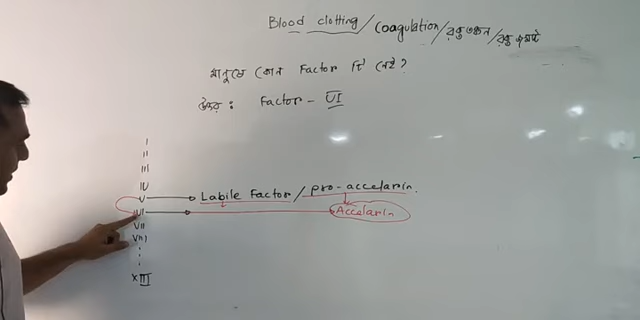 Blood clotting / Coagulation / রক্ত তঞ্চন / রক্ত জমাট
মানুষে কোন Factor টি নেই?
উত্তর : Factor - VI
I
II
III
IV
V → Labile Factor / pro-accelarin.
VI → Accelarin
VII
VIII
XIII